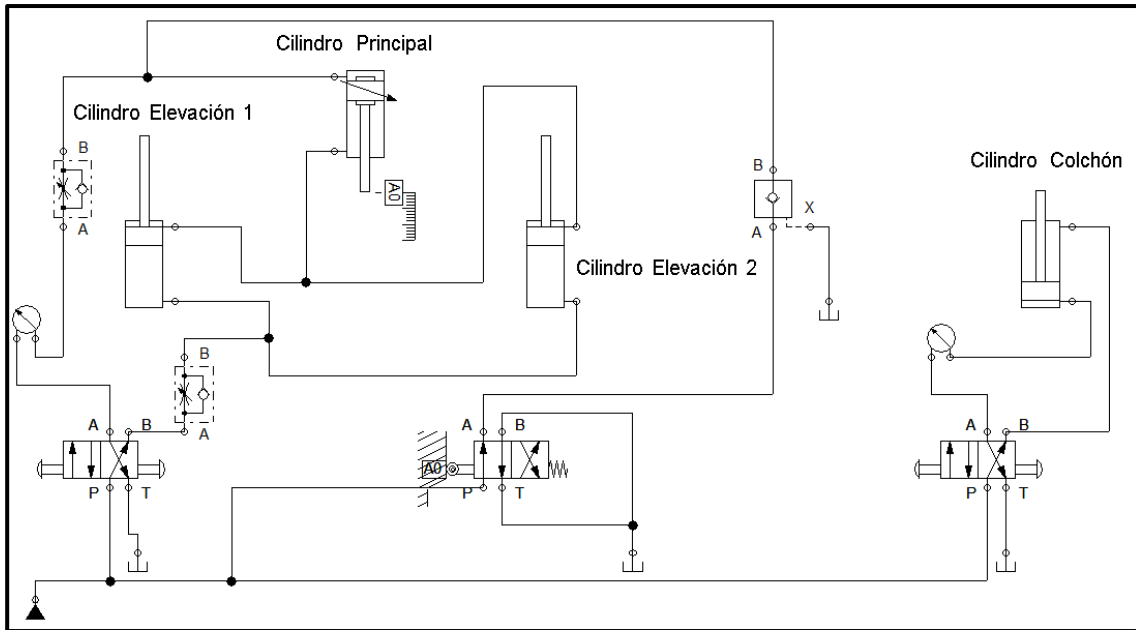 Cilindro Principal
Cilindro Elevación 1
Cilindro Colchón
B
B
A0
X
A
A
Cilindro Elevación 2
B
A
B
A
A
B
A
B
A0
P
T
P
T
P
T